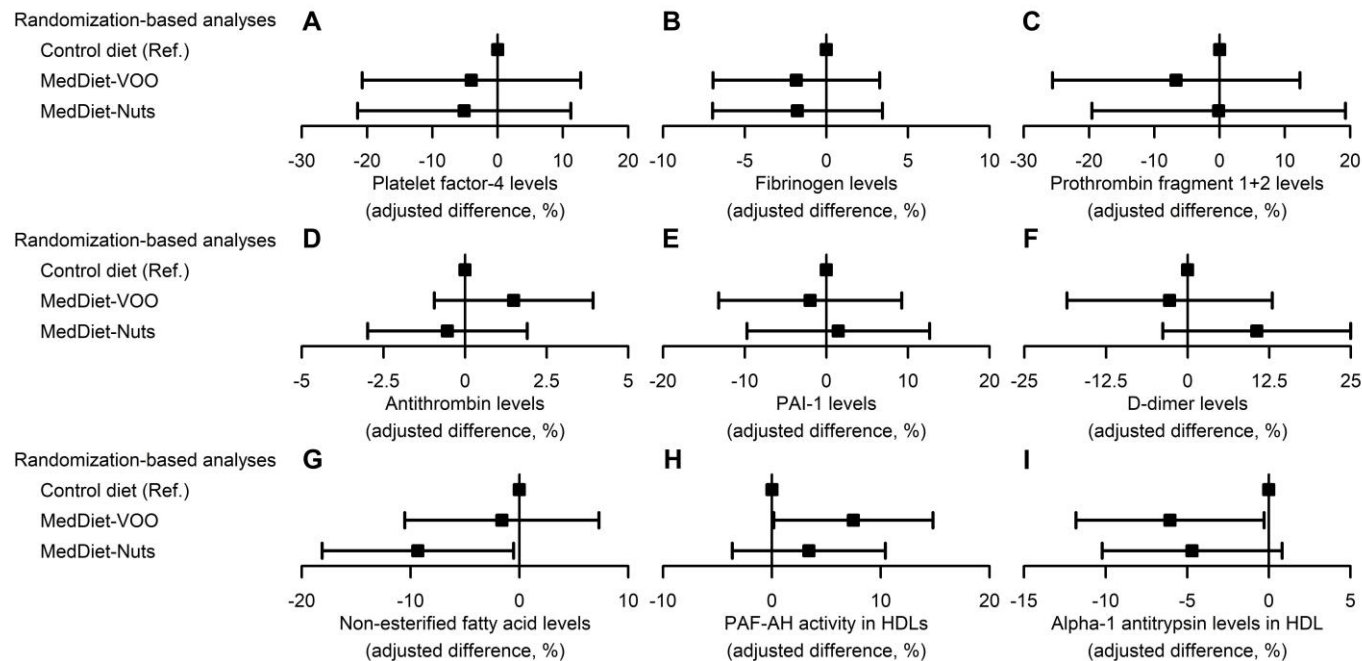 Randomization-based analyses
Control diet (Ref.)
MedDiet-VOO
MedDiet-Nuts
A
-30 -20 -10 0 10 20
Platelet factor-4 levels
(adjusted difference, %)
B
-10 -5 0 5 10
Fibrinogen levels
(adjusted difference, %)
C
-30 -20 -10 0 10 20
Prothrombin fragment 1+2 levels
(adjusted difference, %)
Randomization-based analyses
Control diet (Ref.)
MedDiet-VOO
MedDiet-Nuts
D
-5 -2.5 0 2.5 5
Antithrombin levels
(adjusted difference, %)
E
-20 -10 0 10 20
PAI-1 levels
(adjusted difference, %)
F
-25 -12.5 0 12.5 25
D-dimer levels
(adjusted difference, %)
Randomization-based analyses
Control diet (Ref.)
MedDiet-VOO
MedDiet-Nuts
G
-20 -10 0 10
Non-esterified fatty acid levels
(adjusted difference, %)
H
-10 0 10 20
PAF-AH activity in HDLs
(adjusted difference, %)
I
-15 -10 -5 0 5
Alpha-1 antitrypsin levels in HDL
(adjusted difference, %)